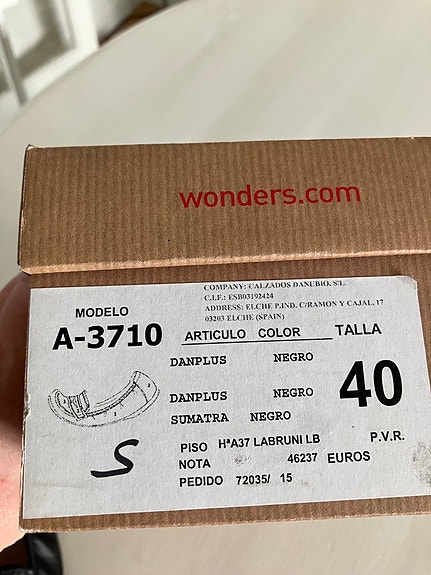 wonders.com
COMPANY: CALZADOS DANUBIO. S.L.
C.I.F.: ESB03192424
ADDRESS: ELCHE P.IND. C/RAMON Y CAJAL, 17
03203 ELCHE (SPAIN)
MODELO
A-3710
ARTICULO COLOR
TALLA
DANPLUS NEGRO
DANPLUS NEGRO
SUMATRA NEGRO
40
S
PISO HªA37 LABRUNI LB
P.V.R.
NOTA 46237 EUROS
PEDIDO 72035/ 15